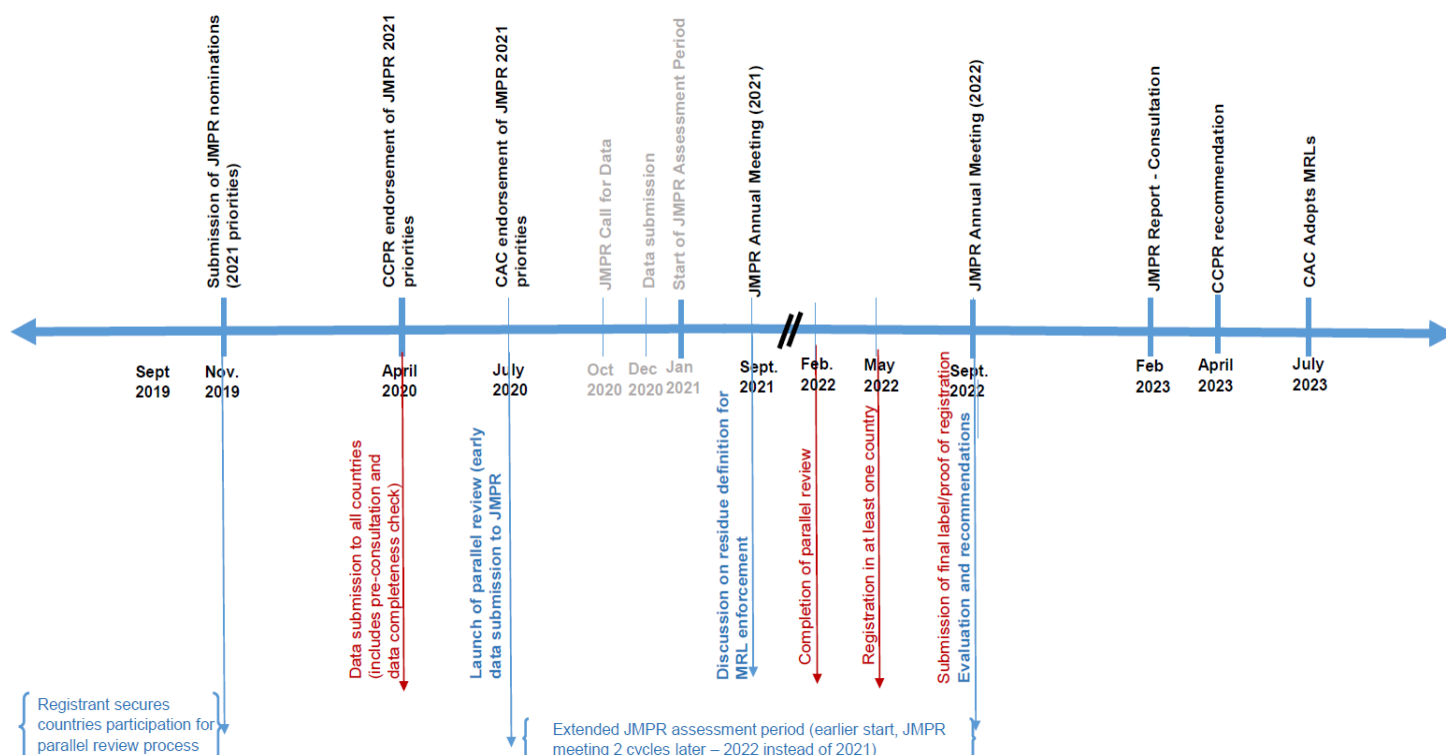 Submission of JMPR nominations
(2021 priorities)
CCPR endorsement of JMPR 2021
priorities
CAC endorsement of JMPR 2021
priorities
JMPR Call for Data
Data submission
Start of JMPR Assessment Period
JMPR Annual Meeting (2021)
JMPR Annual Meeting (2022)
JMPR Report - Consultation
CCPR recommendation
CAC Adopts MRLs
Sept
2019
Nov.
2019
April
2020
July
2020
Oct
2020
Dec
2020
Jan
2021
Sept.
2021
Feb.
2022
May
2022
Sept.
2022
Feb
2023
April
2023
July
2023
Data submission to all countries
(includes pre-consultation and
data completeness check)
Launch of parallel review (early
data submission to JMPR
Discussion on residue definition for
MRL enforcement
Completion of parallel review
Registration in at least one country
Submission of final label/proof of registration
Evaluation and recommendations
Registrant secures
countries participation for
parallel review process
Extended JMPR assessment period (earlier start, JMPR
meeting 2 cycles later – 2022 instead of 2021)